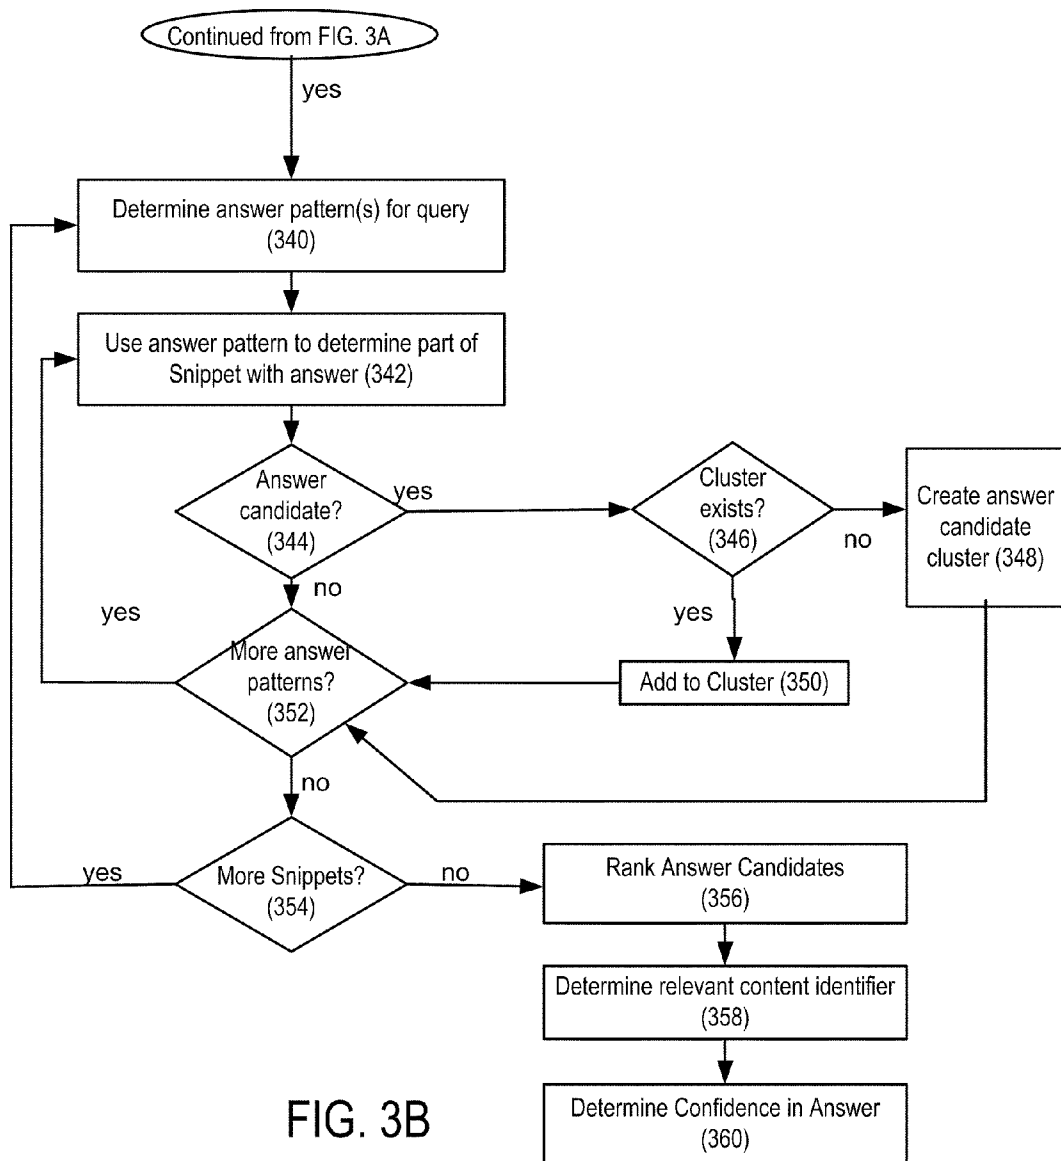 Continued from FIG. 3A
yes
Determine answer pattern(s) for query
(340)
Use answer pattern to determine part of
Snippet with answer (342)
Answer
candidate?
(344)
yes
no
Cluster
exists?
(346)
no
yes
Create answer
candidate
cluster (348)
Add to Cluster (350)
More answer
patterns?
(352)
yes
no
More Snippets?
(354)
yes
no
Rank Answer Candidates
(356)
Determine relevant content identifier
(358)
Determine Confidence in Answer
(360)
FIG. 3B